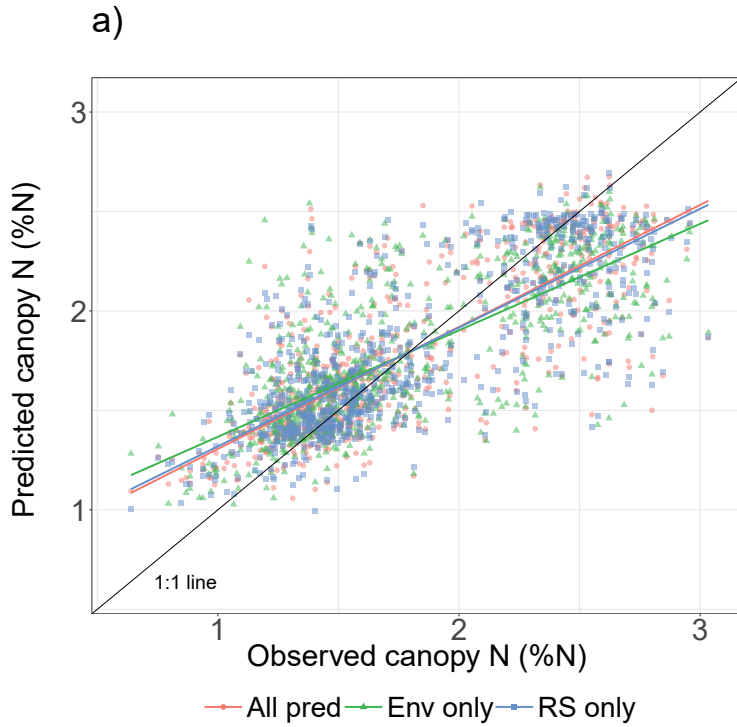 a)
Predicted canopy N (%N)
3
2
1
1:1 line
1 2 3
Observed canopy N (%N)
All pred Env only RS only